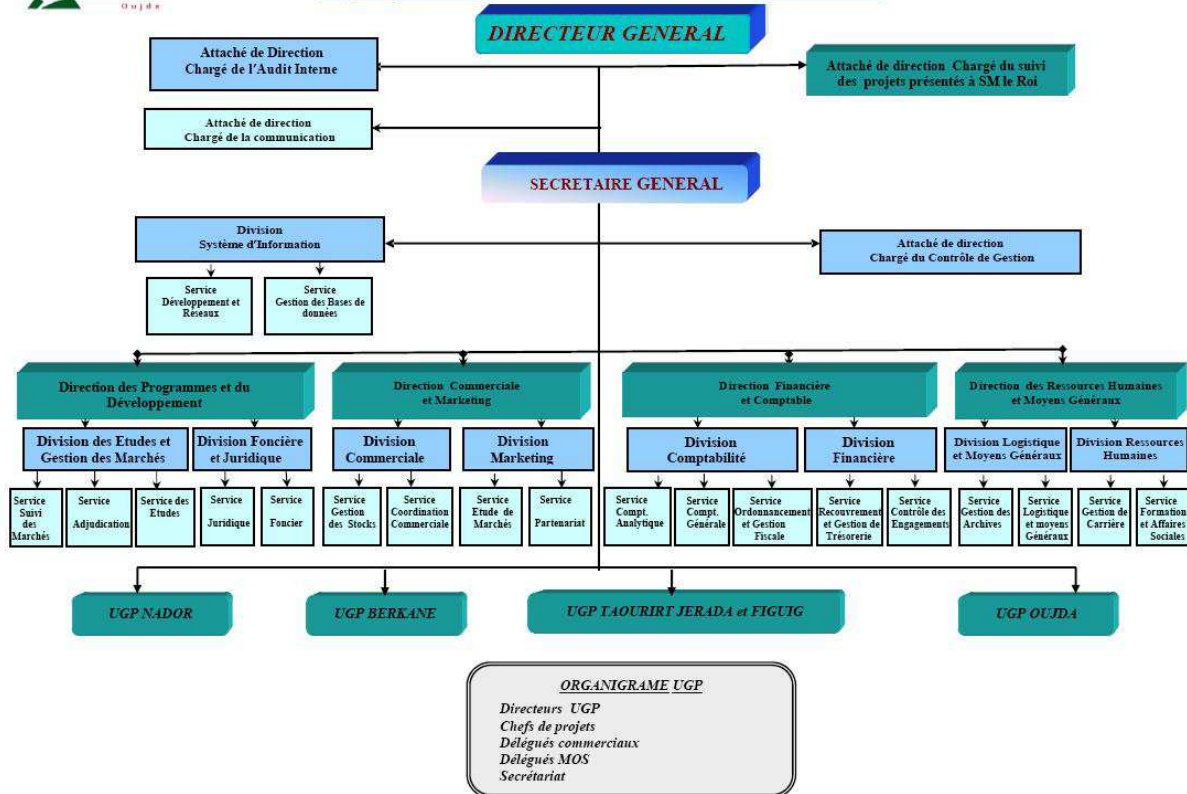 Oujda
DIRECTEUR GENERAL
Attaché de Direction
Chargé de l'Audit Interne
Attaché de direction Chargé du suivi
des projets présentés à SM le Roi
Attaché de direction
Chargé de la communication
SECRETAIRE GENERAL
Division
Système d'Information
Attaché de direction
Chargé du Contrôle de Gestion
Service
Développement et
Réseaux
Service
Gestion des Bases de
données
Direction des Programmes et du
Développement
Direction Commerciale
et Marketing
Direction Financière
et Comptable
Direction des Ressources Humaines
et Moyens Généraux
Division des Etudes et
Gestion des Marchés
Division Foncière
et Juridique
Division
Commerciale
Division
Marketing
Division
Comptabilité
Division
Financière
Division Logistique
et Moyens Généraux
Division Ressources
Humaines
Service
Suivi
des
Marchés
Service
Adjudication
Service des
Etudes
Service
Juridique
Service
Foncier
Service
Gestion
des Stocks
Service
Coordination
Commerciale
Service
Etude de
Marchés
Service
Partenariat
Service
Compt.
Analytique
Service
Compt.
Générale
Service
Ordonnancement
et Gestion
Fiscale
Service
Recouvrement
et Gestion de
Trésorerie
Service
Contrôle des
Engagements
Service
Gestion des
Archives
Service
Logistique
et moyens
Généraux
Service
Gestion de
Carrière
Service
Formation
et Affaires
Sociales
UGP NADOR
UGP BERKANE
UGP TAOURIRT JERADA et FIGUIG
UGP OUJDA
ORGANIGRAME UGP
Directeurs UGP
Chefs de projets
Délégués commerciaux
Délégués MOS
Secrétariat